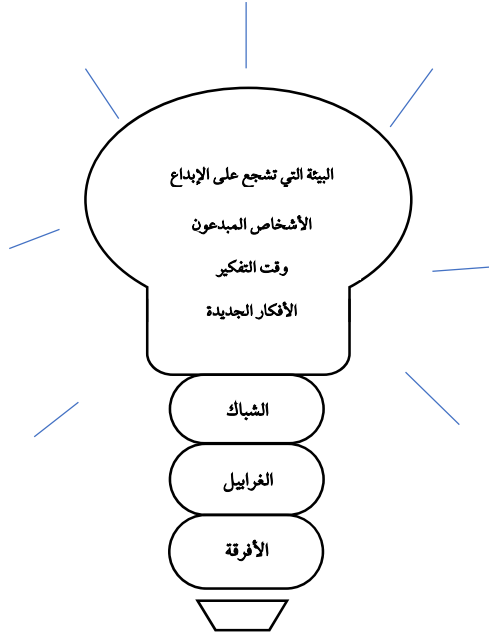 البيئة التي تشجع على الإبداع
الأشخاص المبدعون
وقت التفكير
الأفكار الجديدة
الشباك
الغرابيل
الأفرقة